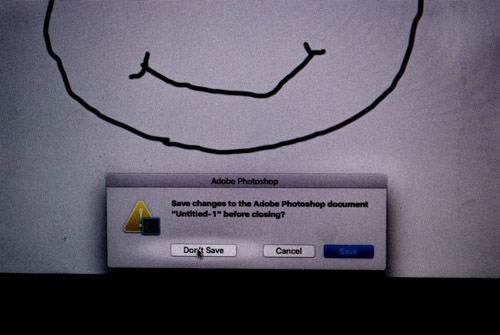 Adobe Photoshop
Save changes to the Adobe Photoshop document
"Untitled-1" before closing?
Don't Save
Cancel
Save